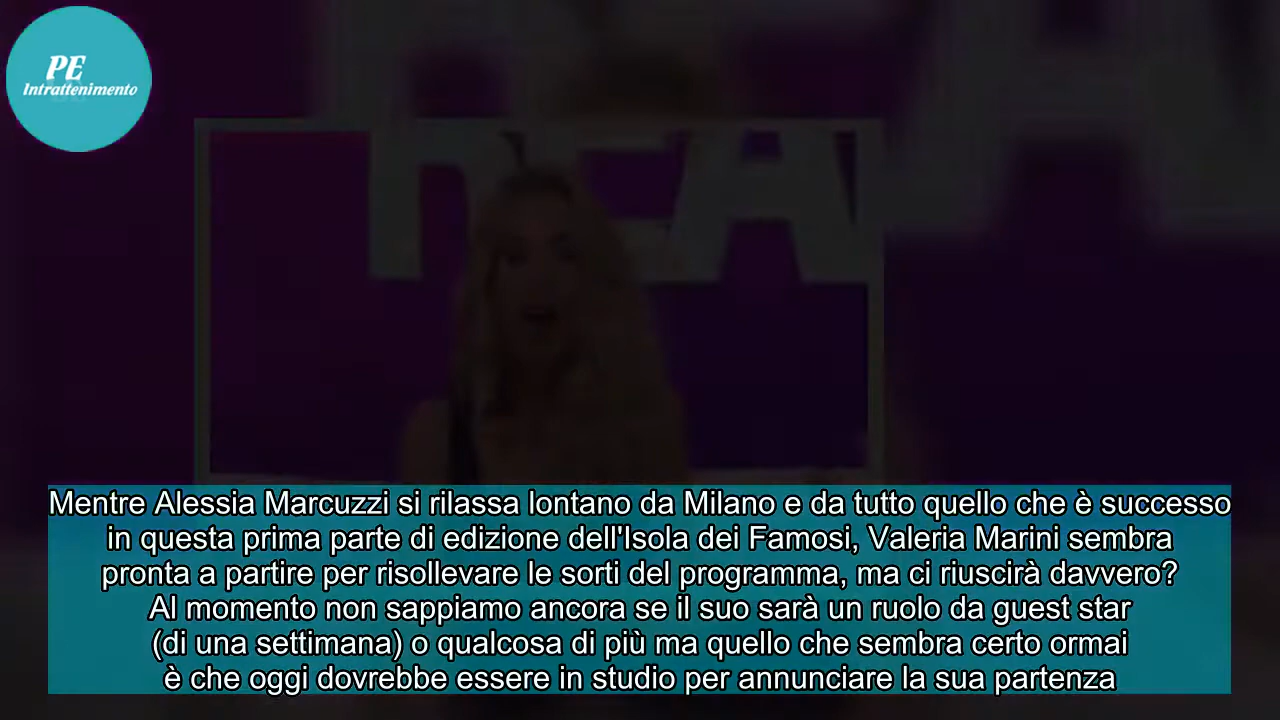 PE
Intrattenimento
REA
Mentre Alessia Marcuzzi si rilassa lontano da Milano e da tutto quello che è successo
in questa prima parte di edizione dell'Isola dei Famosi, Valeria Marini sembra
pronta a partire per risollevare le sorti del programma, ma ci riuscirà davvero?
Al momento non sappiamo ancora se il suo sarà un ruolo da guest star
(di una settimana) o qualcosa di più ma quello che sembra certo ormai
è che oggi dovrebbe essere in studio per annunciare la sua partenza